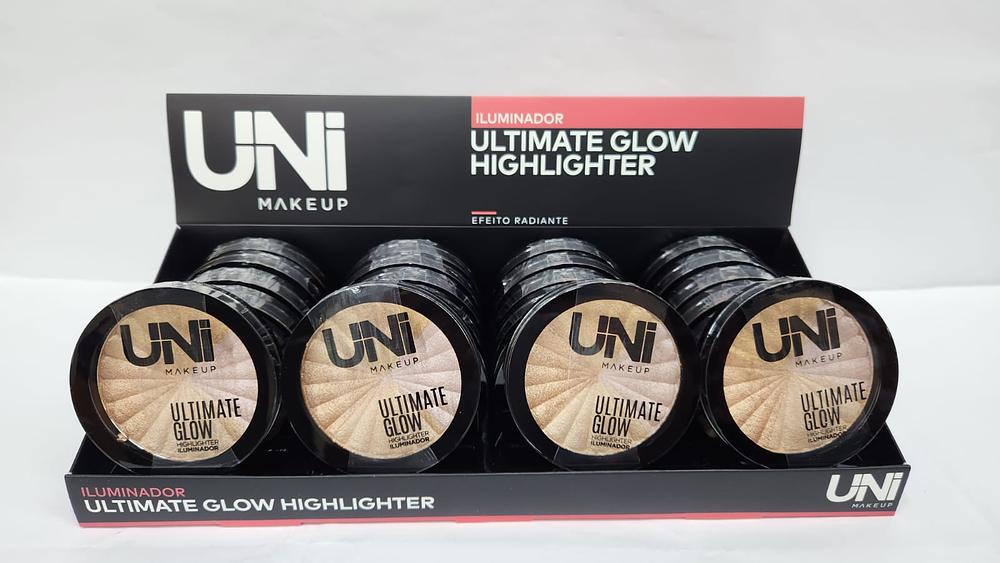 UNi
MAKEUP
ILUMINADOR
ULTIMATE GLOW
HIGHLIGHTER
EFEITO RADIANTE
UNi
MAKEUP
ULTIMATE
GLOW
HIGHLIGHTER
ILUMINADOR
UNi
MAKEUP
ULTIMATE
GLOW
HIGHLIGHTER
ILUMINADOR
UNi
MAKEUP
ULTIMATE
GLOW
HIGHLIGHTER
ILUMINADOR
UNi
MAKEUP
ULTIMATE
GLOW
HIGHLIGHTER
ILUMINADOR
ILUMINADOR
ULTIMATE GLOW HIGHLIGHTER
UNi
MAKEUP